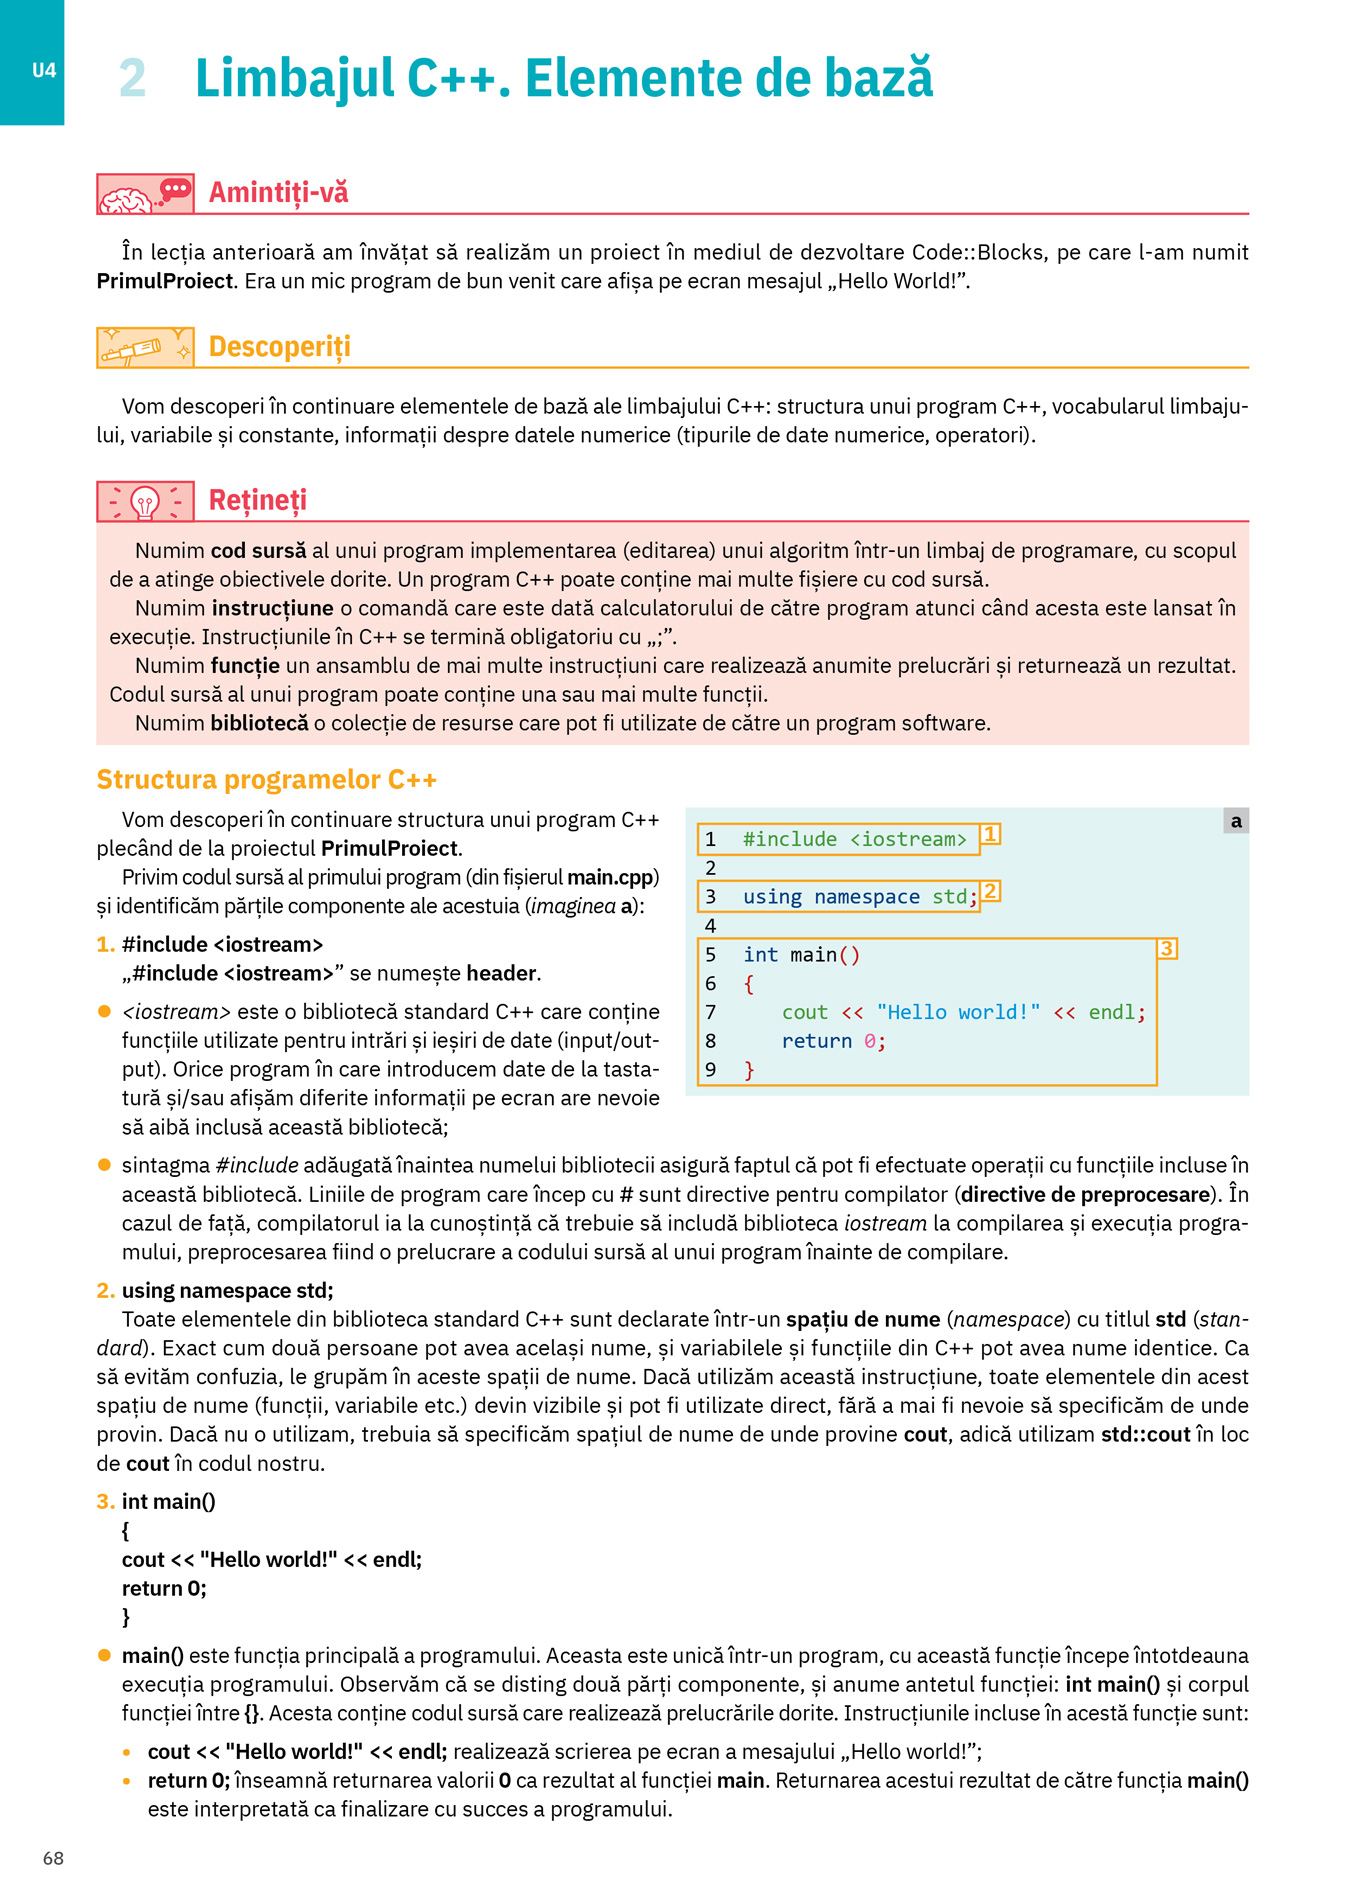 U4
2 Limbajul C++. Elemente de bază
Amintiți-vă
În lecția anterioară am învățat să realizăm un proiect în mediul de dezvoltare Code::Blocks, pe care l-am numit
PrimulProiect. Era un mic program de bun venit care afișa pe ecran mesajul „Hello World!”.
Descoperiți
Vom descoperi în continuare elementele de bază ale limbajului C++: structura unui program C++, vocabularul limbaju-
lui, variabile și constante, informații despre datele numerice (tipurile de date numerice, operatori).
Rețineți
Numim cod sursă al unui program implementarea (editarea) unui algoritm într-un limbaj de programare, cu scopul
de a atinge obiectivele dorite. Un program C++ poate conține mai multe fișiere cu cod sursă.
Numim instrucțiune o comandă care este dată calculatorului de către program atunci când acesta este lansat în
execuție. Instrucțiunile în C++ se termină obligatoriu cu „;”.
Numim funcție un ansamblu de mai multe instrucțiuni care realizează anumite prelucrări și returnează un rezultat.
Codul sursă al unui program poate conține una sau mai multe funcții.
Numim bibliotecă o colecție de resurse care pot fi utilizate de către un program software.
Structura programelor C++
Vom descoperi în continuare structura unui program C++
plecând de la proiectul PrimulProiect.
Privim codul sursă al primului program (din fișierul main.cpp)
și identificăm părțile componente ale acestuia (imaginea a):
1. #include <iostream>
„#include <iostream>” se numește header.
● <iostream> este o bibliotecă standard C++ care conține
funcțiile utilizate pentru intrări și ieșiri de date (input/out-
put). Orice program în care introducem date de la tasta-
tură și/sau afișăm diferite informații pe ecran are nevoie
să aibă inclusă această bibliotecă;
a
1 #include <iostream> 1
2
3 using namespace std; 2
4
5 int main() 3
6 {
7 cout << "Hello world!" << endl;
8 return 0;
9 }
● sintagma #include adăugată înaintea numelui bibliotecii asigură faptul că pot fi efectuate operații cu funcțiile incluse în
această bibliotecă. Liniile de program care încep cu # sunt directive pentru compilator (directive de preprocesare). În
cazul de față, compilatorul ia la cunoștință că trebuie să includă biblioteca iostream la compilarea și execuția progra-
mului, preprocesarea fiind o prelucrare a codului sursă al unui program înainte de compilare.
2. using namespace std;
Toate elementele din biblioteca standard C++ sunt declarate într-un spațiu de nume (namespace) cu titlul std (stan-
dard). Exact cum două persoane pot avea același nume, și variabilele și funcțiile din C++ pot avea nume identice. Ca
să evităm confuzia, le grupăm în aceste spații de nume. Dacă utilizăm această instrucțiune, toate elementele din acest
spațiu de nume (funcții, variabile etc.) devin vizibile și pot fi utilizate direct, fără a mai fi nevoie să specificăm de unde
provin. Dacă nu o utilizam, trebuia să specificăm spațiul de nume de unde provine cout, adică utilizam std::cout în loc
de cout în codul nostru.
3. int main()
{
cout << "Hello world!" << endl;
return 0;
}
● main() este funcția principală a programului. Aceasta este unică într-un program, cu această funcție începe întotdeauna
execuția programului. Observăm că se disting două părți componente, și anume antetul funcției: int main() și corpul
funcției între {}. Acesta conține codul sursă care realizează prelucrările dorite. Instrucțiunile incluse în acestă funcție sunt:
• cout << "Hello world!" << endl; realizează scrierea pe ecran a mesajului „Hello world!”;
• return 0; înseamnă returnarea valorii 0 ca rezultat al funcției main. Returnarea acestui rezultat de către funcția main()
este interpretată ca finalizare cu succes a programului.
68